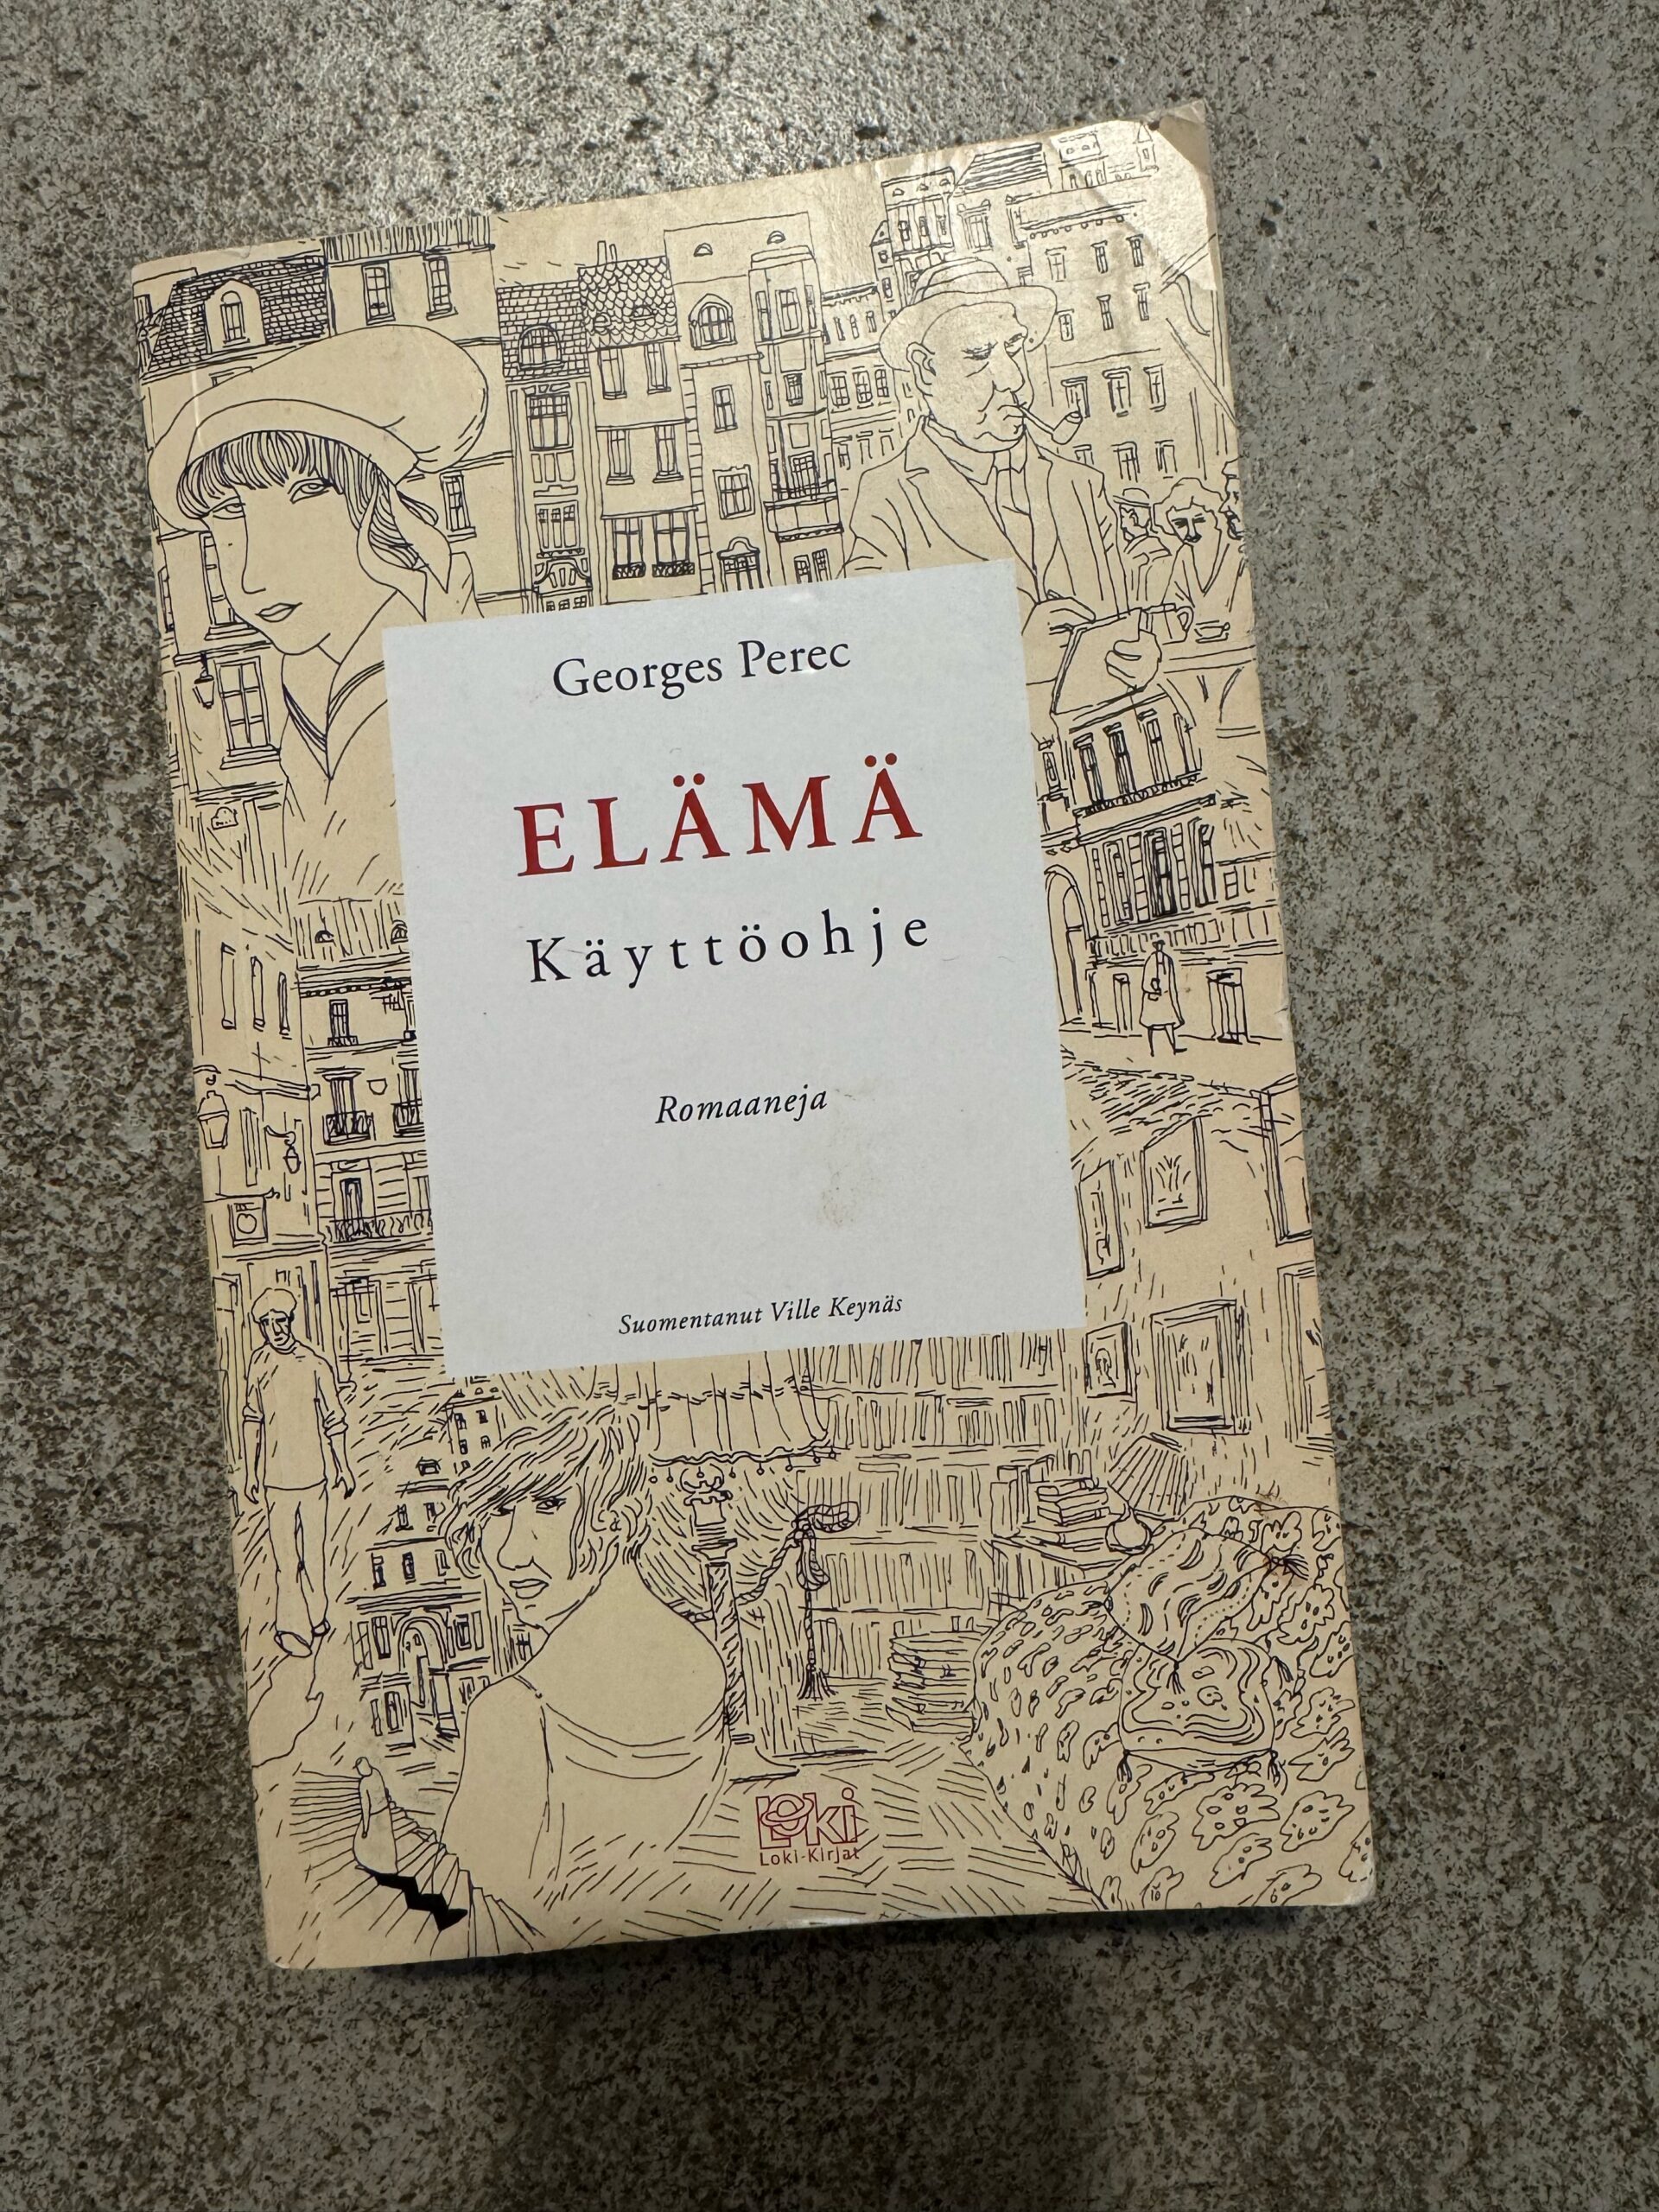 Georges Perec
ELÄMÄ
Käyttöohje
Romaaneja
Suomentanut Ville Keynäs
Loki
Loki-Kirjat